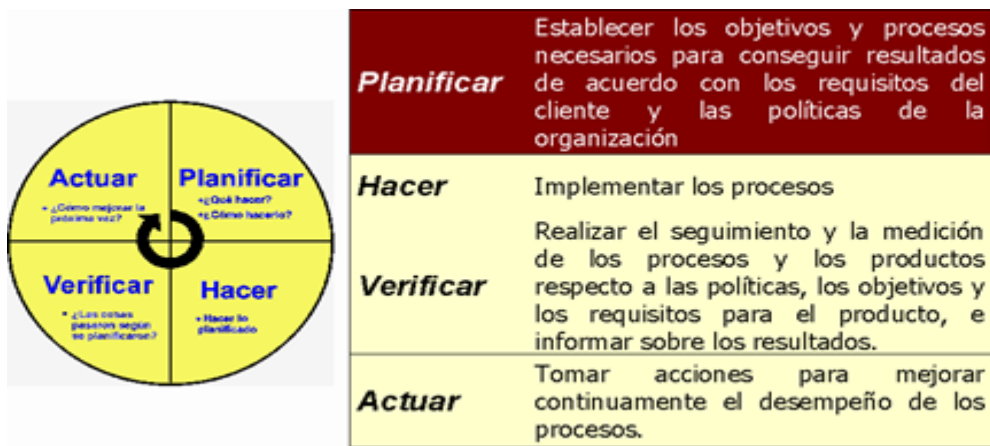 Actuar
• ¿Cómo mejorar la
próxima vez?
Planificar
•¿Qué hacer?
•¿Cómo hacerlo?
Verificar
• ¿Las cosas
pasaron según
se planificaron?
Hacer
• Hacer lo
planificado
Planificar
Establecer los objetivos y procesos
necesarios para conseguir resultados
de acuerdo con los requisitos del
cliente y las políticas de la
organización
Hacer
Implementar los procesos
Verificar
Realizar el seguimiento y la medición
de los procesos y los productos
respecto a las políticas, los objetivos y
los requisitos para el producto, e
informar sobre los resultados.
Actuar
Tomar acciones para mejorar
continuamente el desempeño de los
procesos.